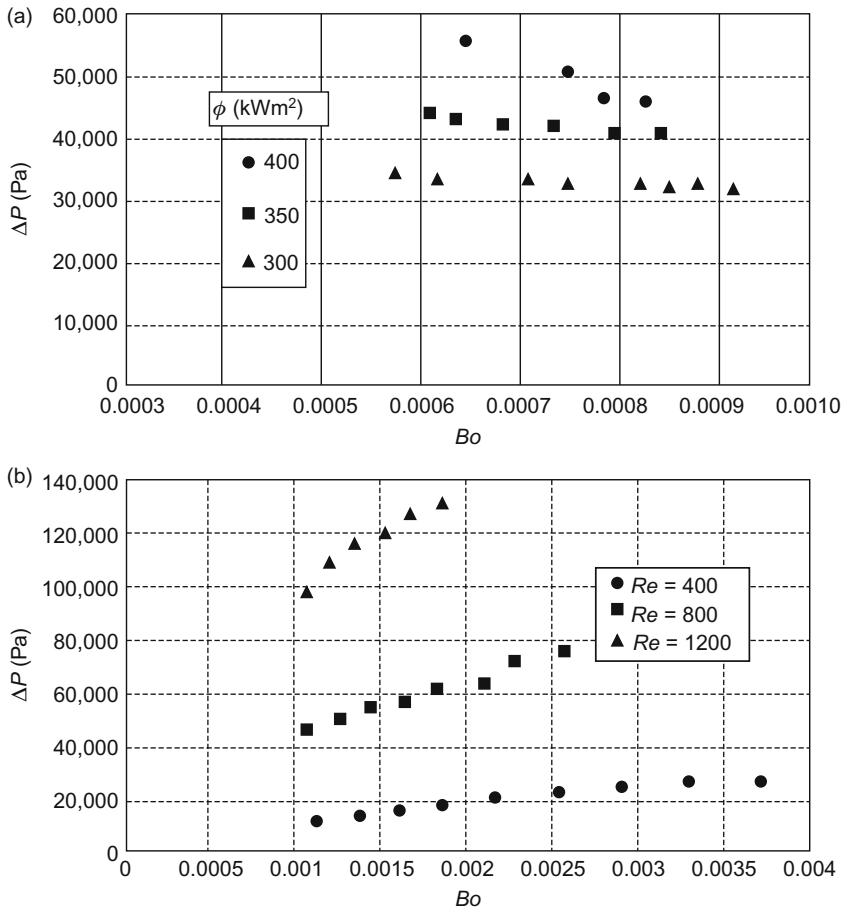 (a)
60,000
50,000
40,000
30,000
20,000
10,000
0
ΔP (Pa)
ϕ (kWm²)
400
350
300
0.0003 0.0004 0.0005 0.0006 0.0007 0.0008 0.0009 0.0010
Bo
(b)
140,000
120,000
100,000
80,000
60,000
40,000
20,000
0
ΔP (Pa)
Re = 400
Re = 800
Re = 1200
0 0.0005 0.001 0.0015 0.002 0.0025 0.003 0.0035 0.004
Bo